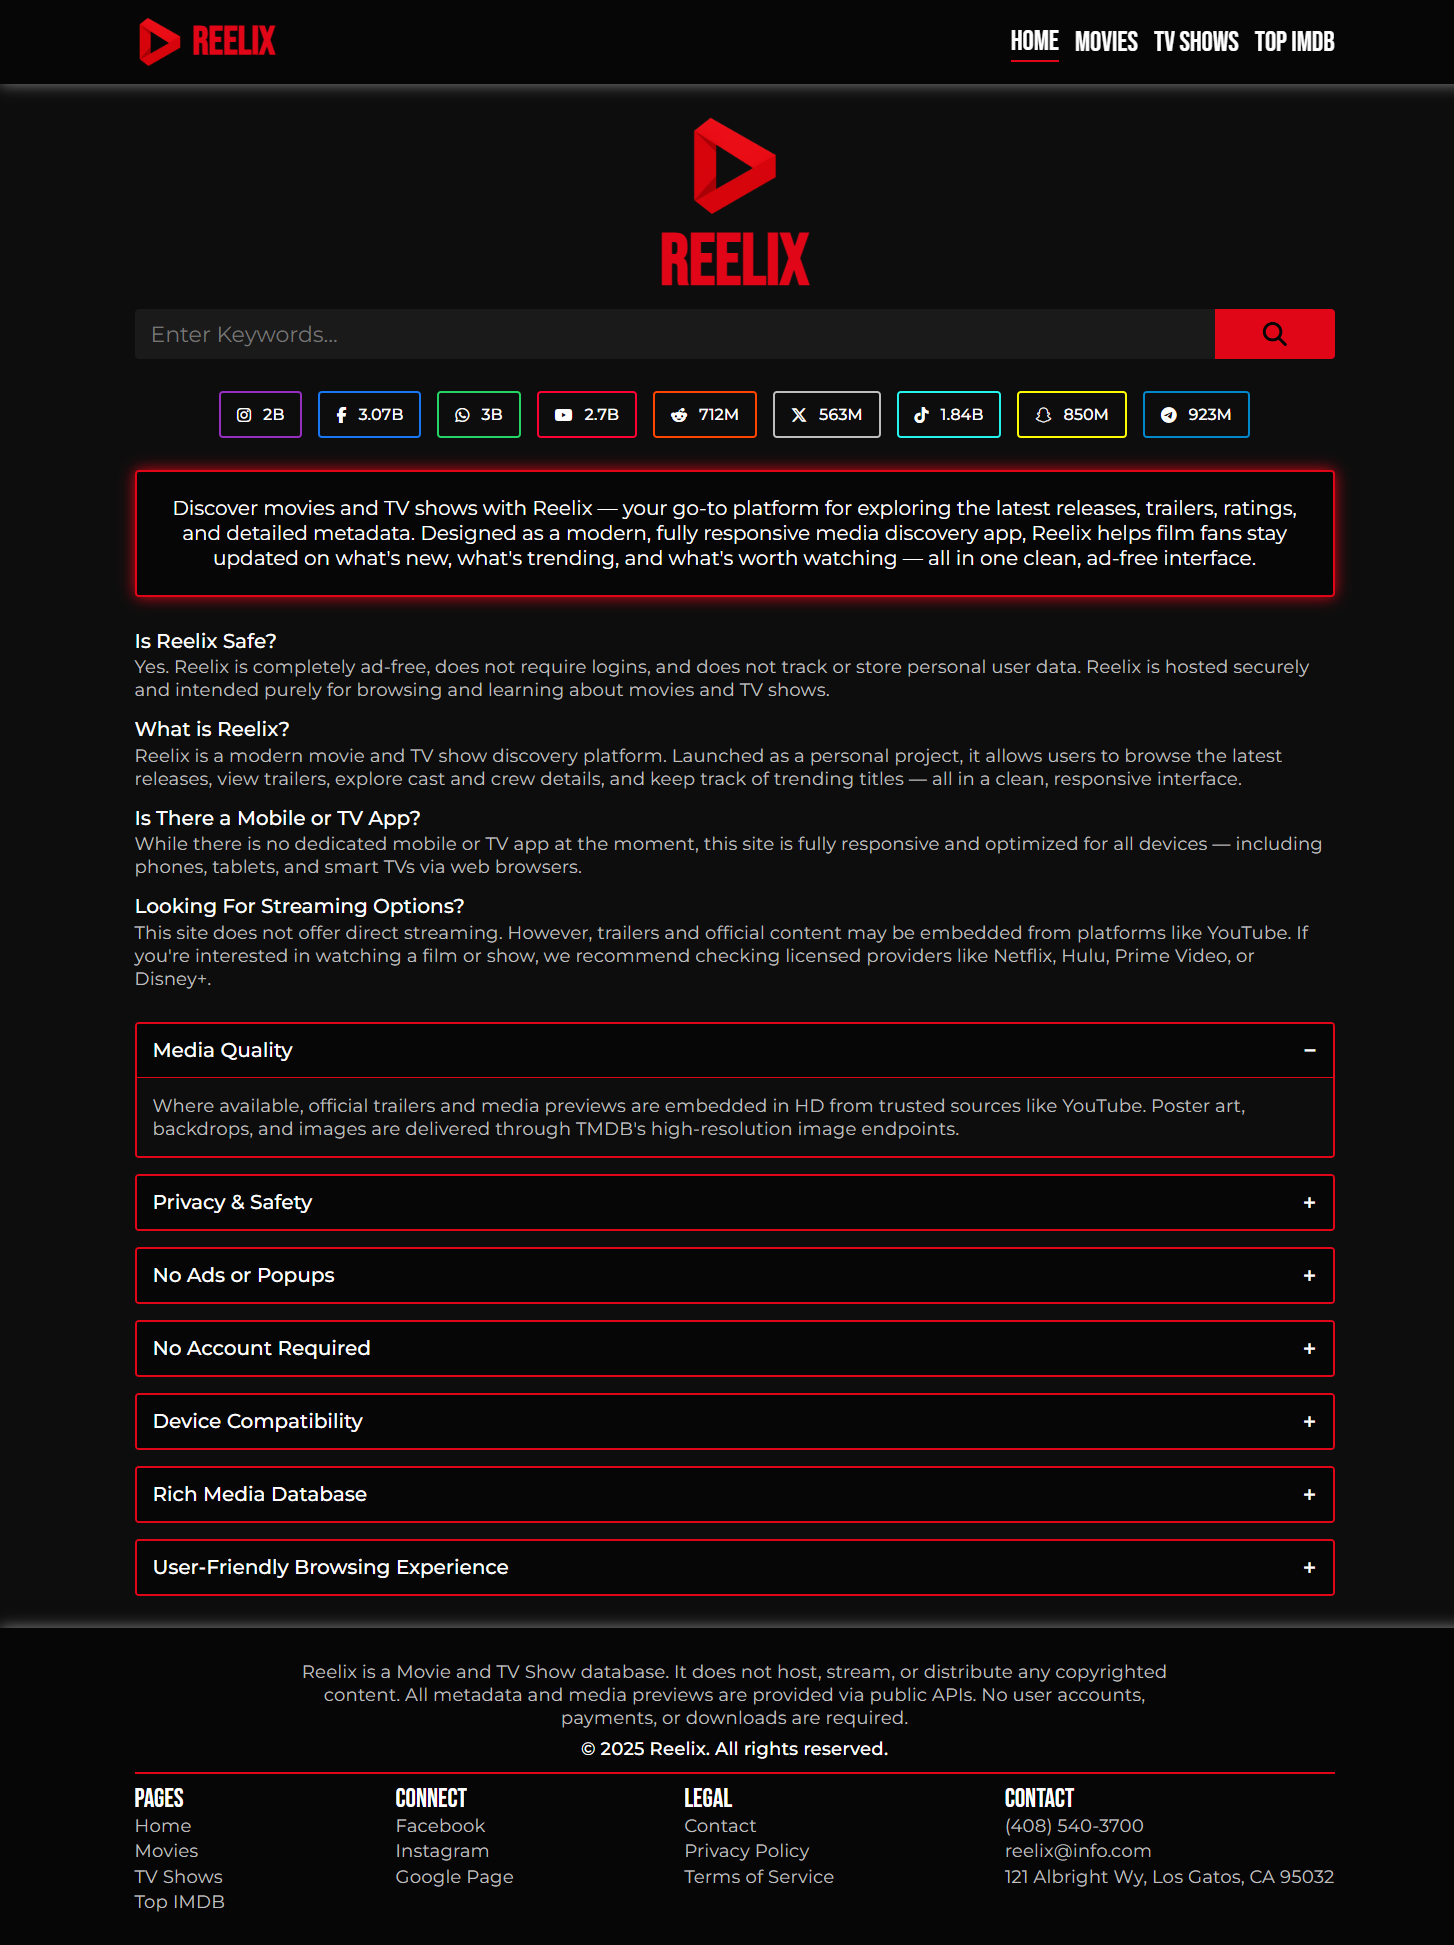 REELIX
HOME MOVIES TV SHOWS TOP IMDB
REELIX
Enter Keywords...
2B 3.07B 3B 2.7B 712M 563M 1.84B 850M 923M
Discover movies and TV shows with Reelix — your go-to platform for exploring the latest releases, trailers, ratings,
and detailed metadata. Designed as a modern, fully responsive media discovery app, Reelix helps film fans stay
updated on what's new, what's trending, and what's worth watching — all in one clean, ad-free interface.
Is Reelix Safe?
Yes. Reelix is completely ad-free, does not require logins, and does not track or store personal user data. Reelix is hosted securely
and intended purely for browsing and learning about movies and TV shows.
What is Reelix?
Reelix is a modern movie and TV show discovery platform. Launched as a personal project, it allows users to browse the latest
releases, view trailers, explore cast and crew details, and keep track of trending titles — all in a clean, responsive interface.
Is There a Mobile or TV App?
While there is no dedicated mobile or TV app at the moment, this site is fully responsive and optimized for all devices — including
phones, tablets, and smart TVs via web browsers.
Looking For Streaming Options?
This site does not offer direct streaming. However, trailers and official content may be embedded from platforms like YouTube. If
you're interested in watching a film or show, we recommend checking licensed providers like Netflix, Hulu, Prime Video, or
Disney+.
Media Quality −
Where available, official trailers and media previews are embedded in HD from trusted sources like YouTube. Poster art,
backdrops, and images are delivered through TMDB's high-resolution image endpoints.
Privacy & Safety +
No Ads or Popups +
No Account Required +
Device Compatibility +
Rich Media Database +
User-Friendly Browsing Experience +
Reelix is a Movie and TV Show database. It does not host, stream, or distribute any copyrighted
content. All metadata and media previews are provided via public APIs. No user accounts,
payments, or downloads are required.
© 2025 Reelix. All rights reserved.
PAGES
Home
Movies
TV Shows
Top IMDB
CONNECT
Facebook
Instagram
Google Page
LEGAL
Contact
Privacy Policy
Terms of Service
CONTACT
(408) 540-3700
reelix@info.com
121 Albright Wy, Los Gatos, CA 95032